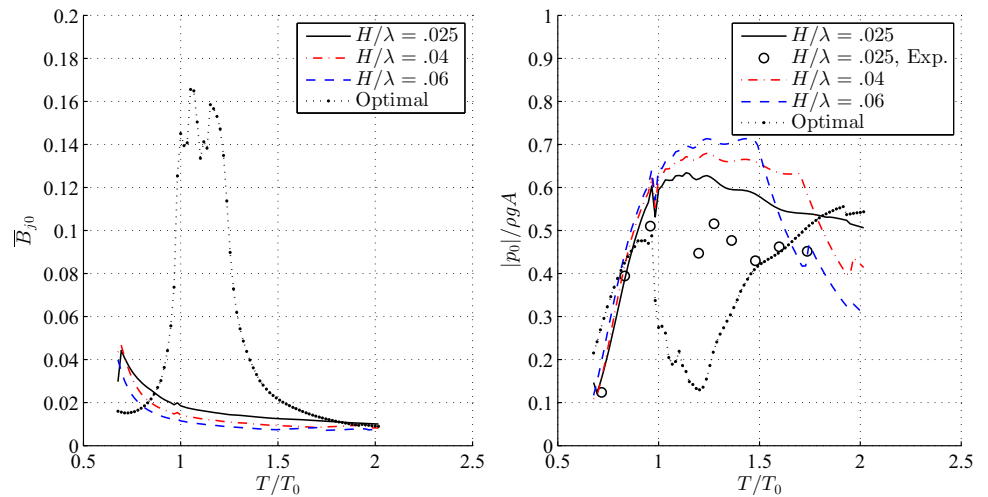 0.2
0.18
0.16
0.14
0.12
0.1
0.08
0.06
0.04
0.02
0
0.5
1
1.5
2
2.5
T/T₀
B̅ⱼ₀
H/λ = .025
H/λ = .04
H/λ = .06
Optimal
1
0.9
0.8
0.7
0.6
0.5
0.4
0.3
0.2
0.1
0
0.5
1
1.5
2
2.5
T/T₀
|p₀|/ρgA
H/λ = .025
H/λ = .025, Exp.
H/λ = .04
H/λ = .06
Optimal